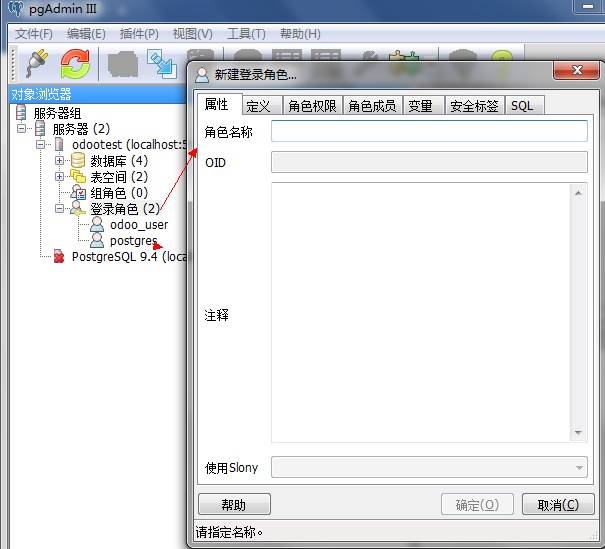 pgAdmin III
文件(F) 编辑(E) 插件(P) 视图(V) 工具(T) 帮助(H)
对象浏览器
服务器组
服务器 (2)
odootest (localhost:5
数据库 (4)
表空间 (2)
组角色 (0)
登录角色 (2)
odoo_user
postgres
PostgreSQL 9.4 (loca
新建登录角色...
属性 定义 角色权限 角色成员 变量 安全标签 SQL
角色名称
OID
注释
使用Slony
帮助 确定(O) 取消(C)
请指定名称。